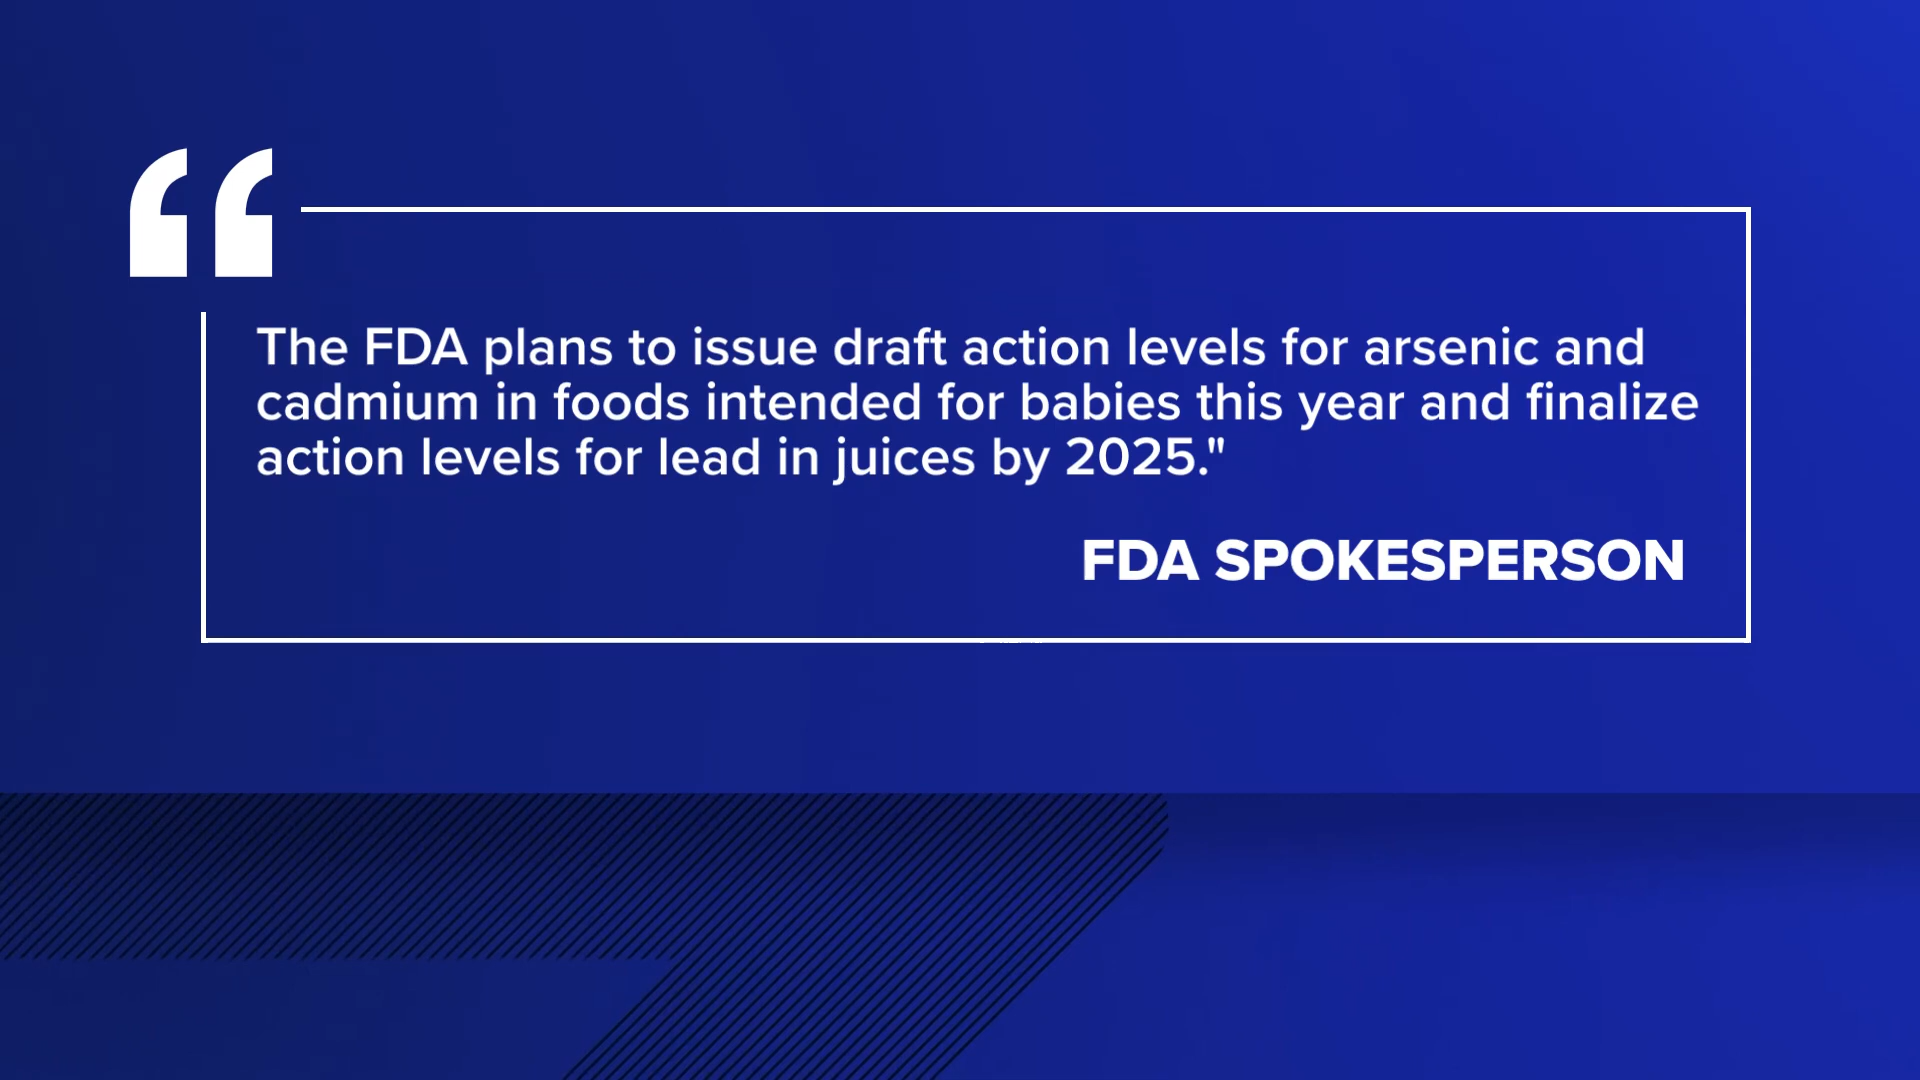 “
The FDA plans to issue draft action levels for arsenic and
cadmium in foods intended for babies this year and finalize
action levels for lead in juices by 2025."
FDA SPOKESPERSON